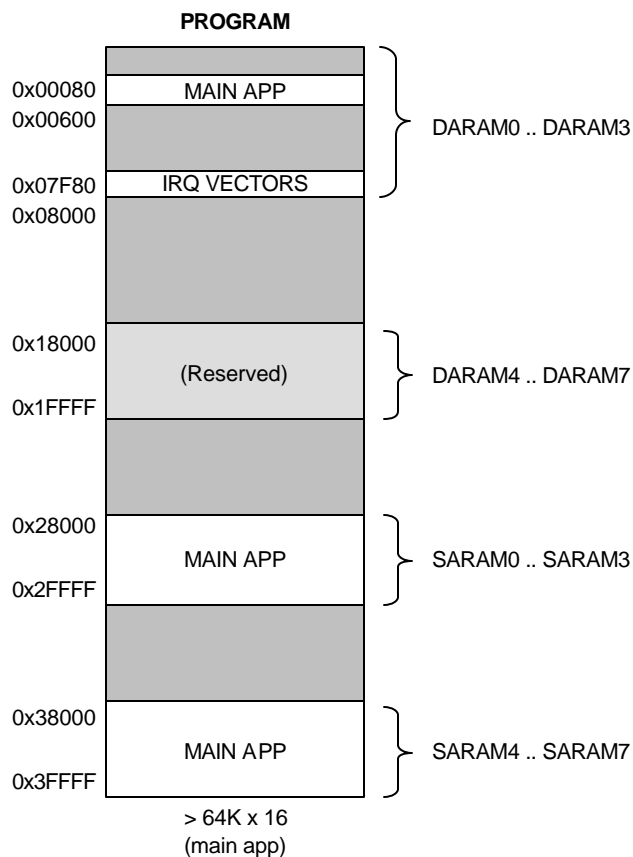 PROGRAM
0x00080
MAIN APP
0x00600
DARAM0 .. DARAM3
0x07F80
IRQ VECTORS
0x08000
0x18000
(Reserved)
DARAM4 .. DARAM7
0x1FFFF
0x28000
MAIN APP
SARAM0 .. SARAM3
0x2FFFF
0x38000
MAIN APP
SARAM4 .. SARAM7
0x3FFFF
> 64K x 16
(main app)